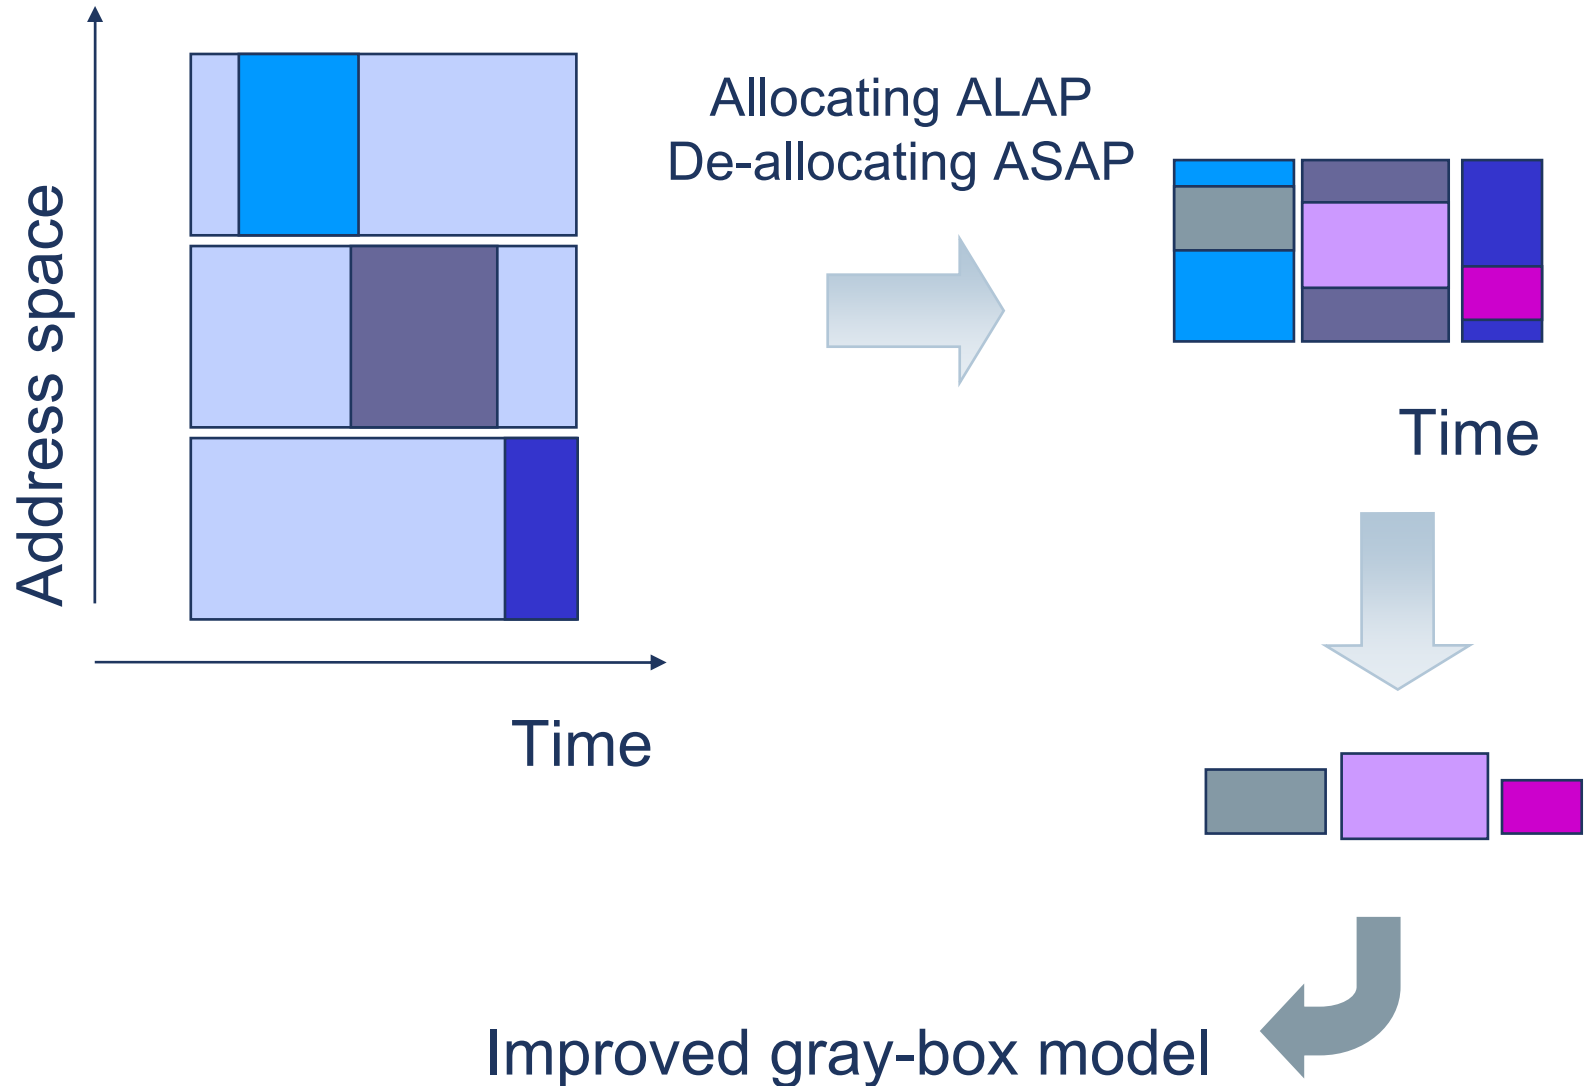 Address space
Time
Allocating ALAP
De-allocating ASAP
Time
Improved gray-box model